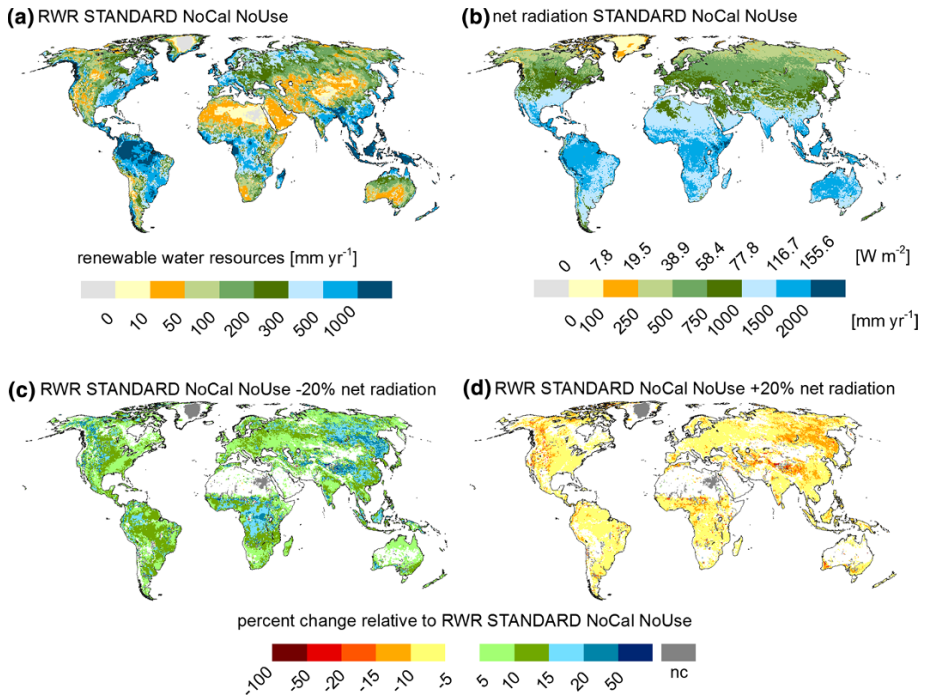 (a) RWR STANDARD NoCal NoUse
(b) net radiation STANDARD NoCal NoUse
renewable water resources [mm yr-1]
0 10 50 100 200 300 500 1000
0 7.8 19.5 38.9 58.4 77.8 116.7 155.6 [W m-2]
0 100 250 500 750 1000 1500 2000 [mm yr-1]
(c) RWR STANDARD NoCal NoUse -20% net radiation
(d) RWR STANDARD NoCal NoUse +20% net radiation
percent change relative to RWR STANDARD NoCal NoUse
-100 -50 -20 -15 -10 -5 5 10 15 20 50 nc